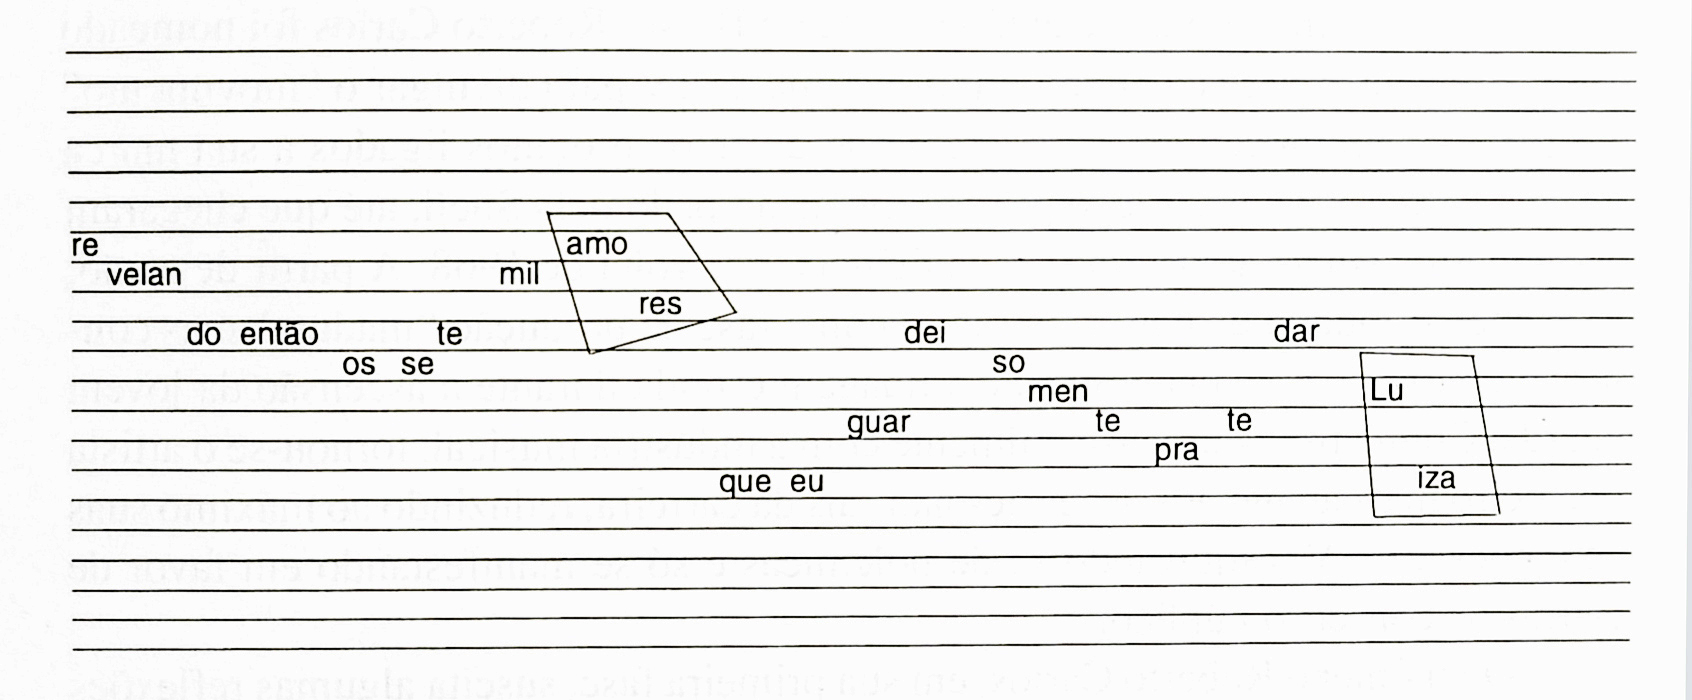 re amo
velan mil
res
do então te dei dar
os se so
men Lu
guar te te
pra
que eu iza